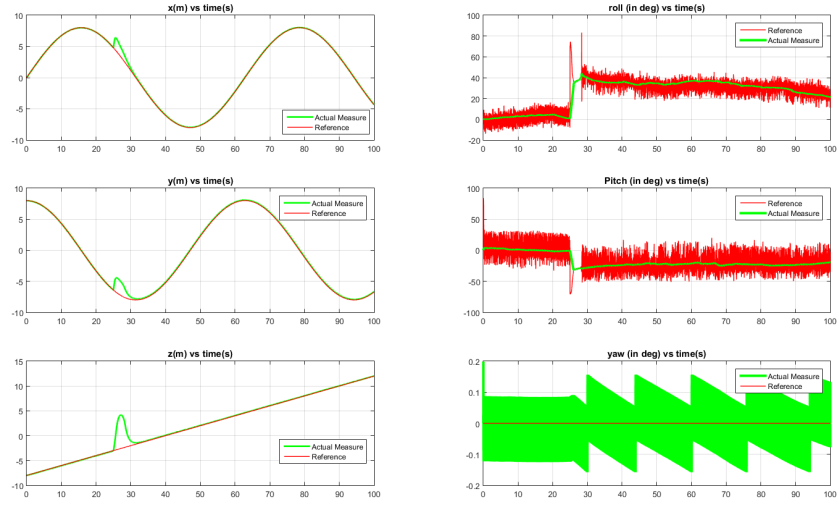 x(m) vs time(s)
10
5
0
-5
-10
0 10 20 30 40 50 60 70 80 90 100
Actual Measure
Reference
roll (in deg) vs time(s)
100
80
60
40
20
0
-20
0 10 20 30 40 50 60 70 80 90 100
Reference
Actual Measure
y(m) vs time(s)
10
5
0
-5
-10
0 10 20 30 40 50 60 70 80 90 100
Actual Measure
Reference
Pitch (in deg) vs time(s)
100
50
0
-50
-100
0 10 20 30 40 50 60 70 80 90 100
Reference
Actual Measure
z(m) vs time(s)
15
10
5
0
-5
-10
0 10 20 30 40 50 60 70 80 90 100
Actual Measure
Reference
yaw (in deg) vs time(s)
0.2
0.1
0
-0.1
-0.2
0 10 20 30 40 50 60 70 80 90 100
Actual Measure
Reference